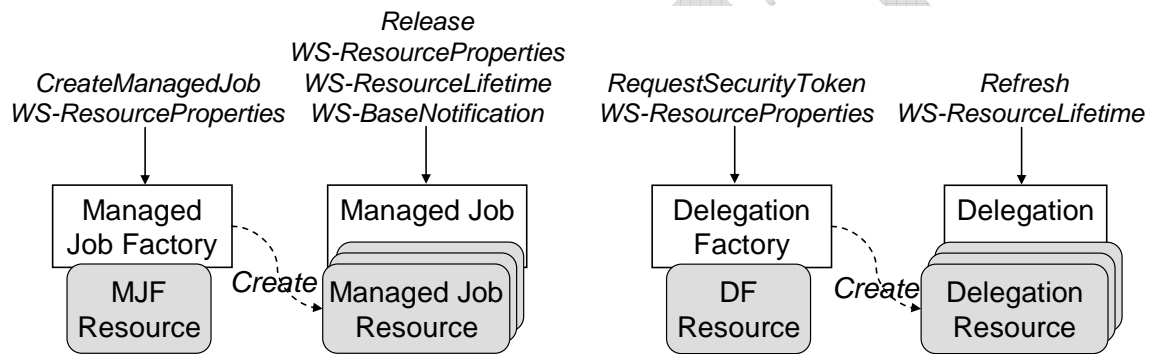 Release
WS-ResourceProperties
CreateManagedJob
WS-ResourceLifetime
WS-ResourceProperties
WS-BaseNotification
RequestSecurityToken
WS-ResourceProperties
Refresh
WS-ResourceLifetime
Managed
Job Factory
Managed Job
Delegation
Factory
Delegation
MJF
Resource
Create
Managed Job
Resource
DF
Resource
Create
Delegation
Resource